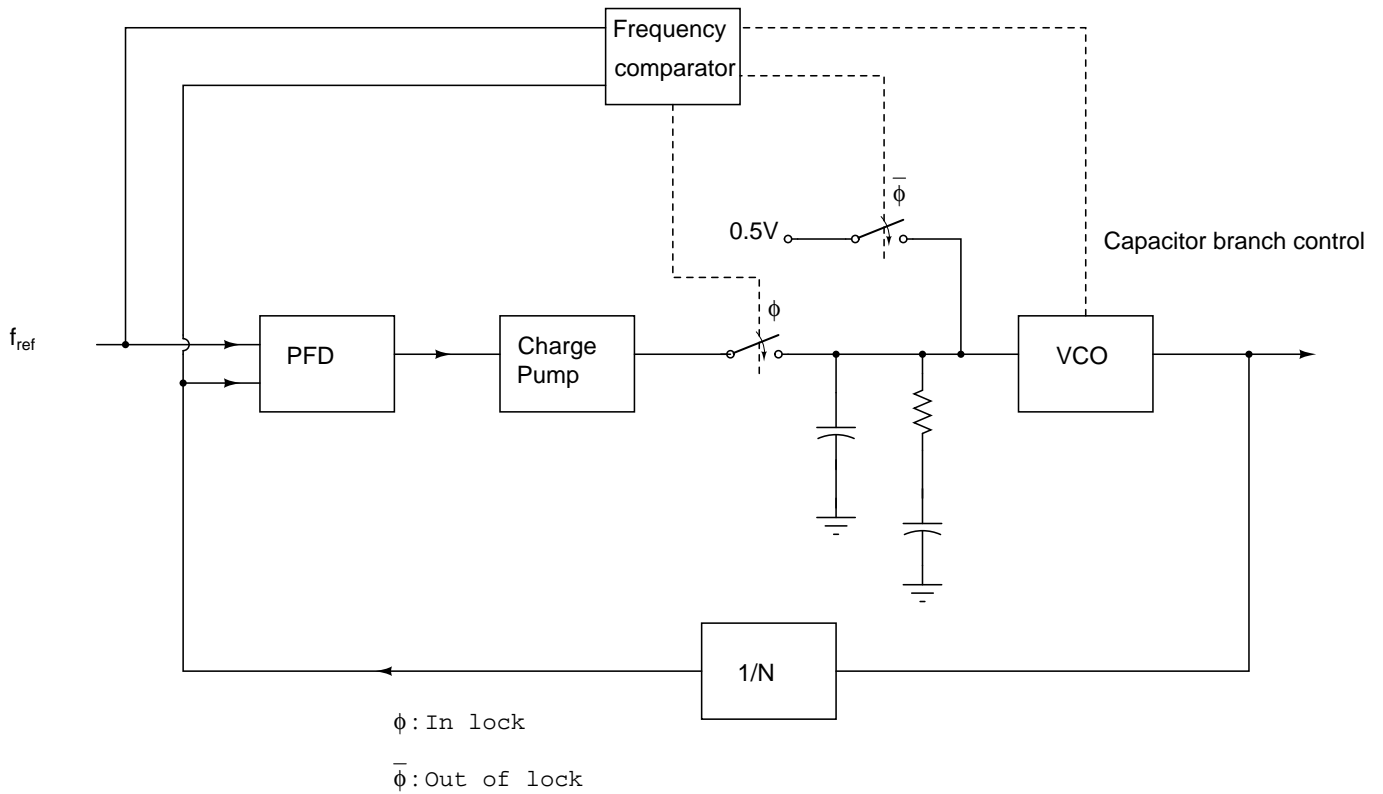 Frequency
comparator
ϕ̅
0.5V
Capacitor branch control
ϕ
f_ref
PFD
Charge
Pump
VCO
1/N
ϕ: In lock
ϕ̅: Out of lock